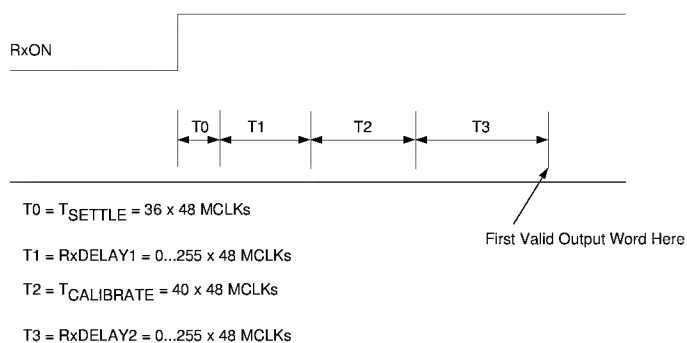 RxON
T0 T1 T2 T3
First Valid Output Word Here
T0 = TSETTLE = 36 x 48 MCLKs
T1 = RxDELAY1 = 0...255 x 48 MCLKs
T2 = TCALIBRATE = 40 x 48 MCLKs
T3 = RxDELAY2 = 0...255 x 48 MCLKs